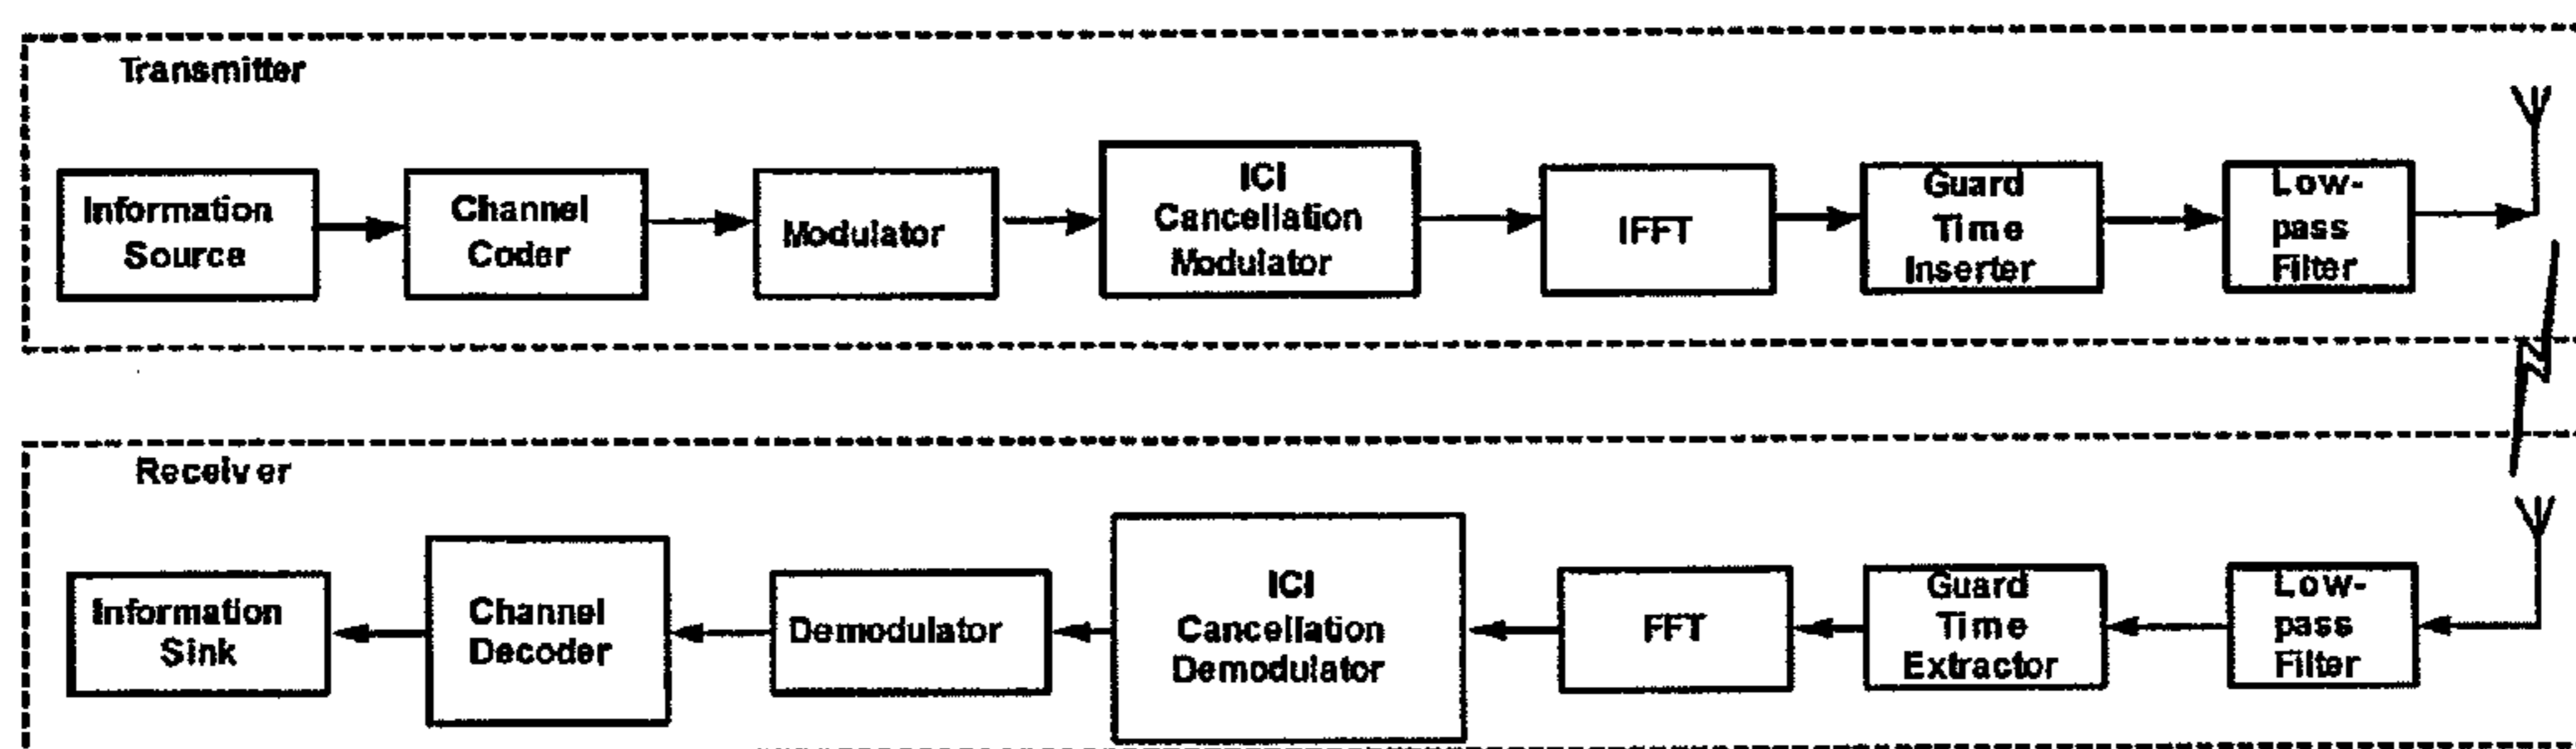 Transmitter
Information
Source
Channel
Coder
Modulator
ICI
Cancellation
Modulator
IFFT
Guard
Time
Inserter
Low-
pass
Filter
Receiver
Information
Sink
Channel
Decoder
Demodulator
ICI
Cancellation
Demodulator
FFT
Guard
Time
Extractor
Low-
pass
Filter